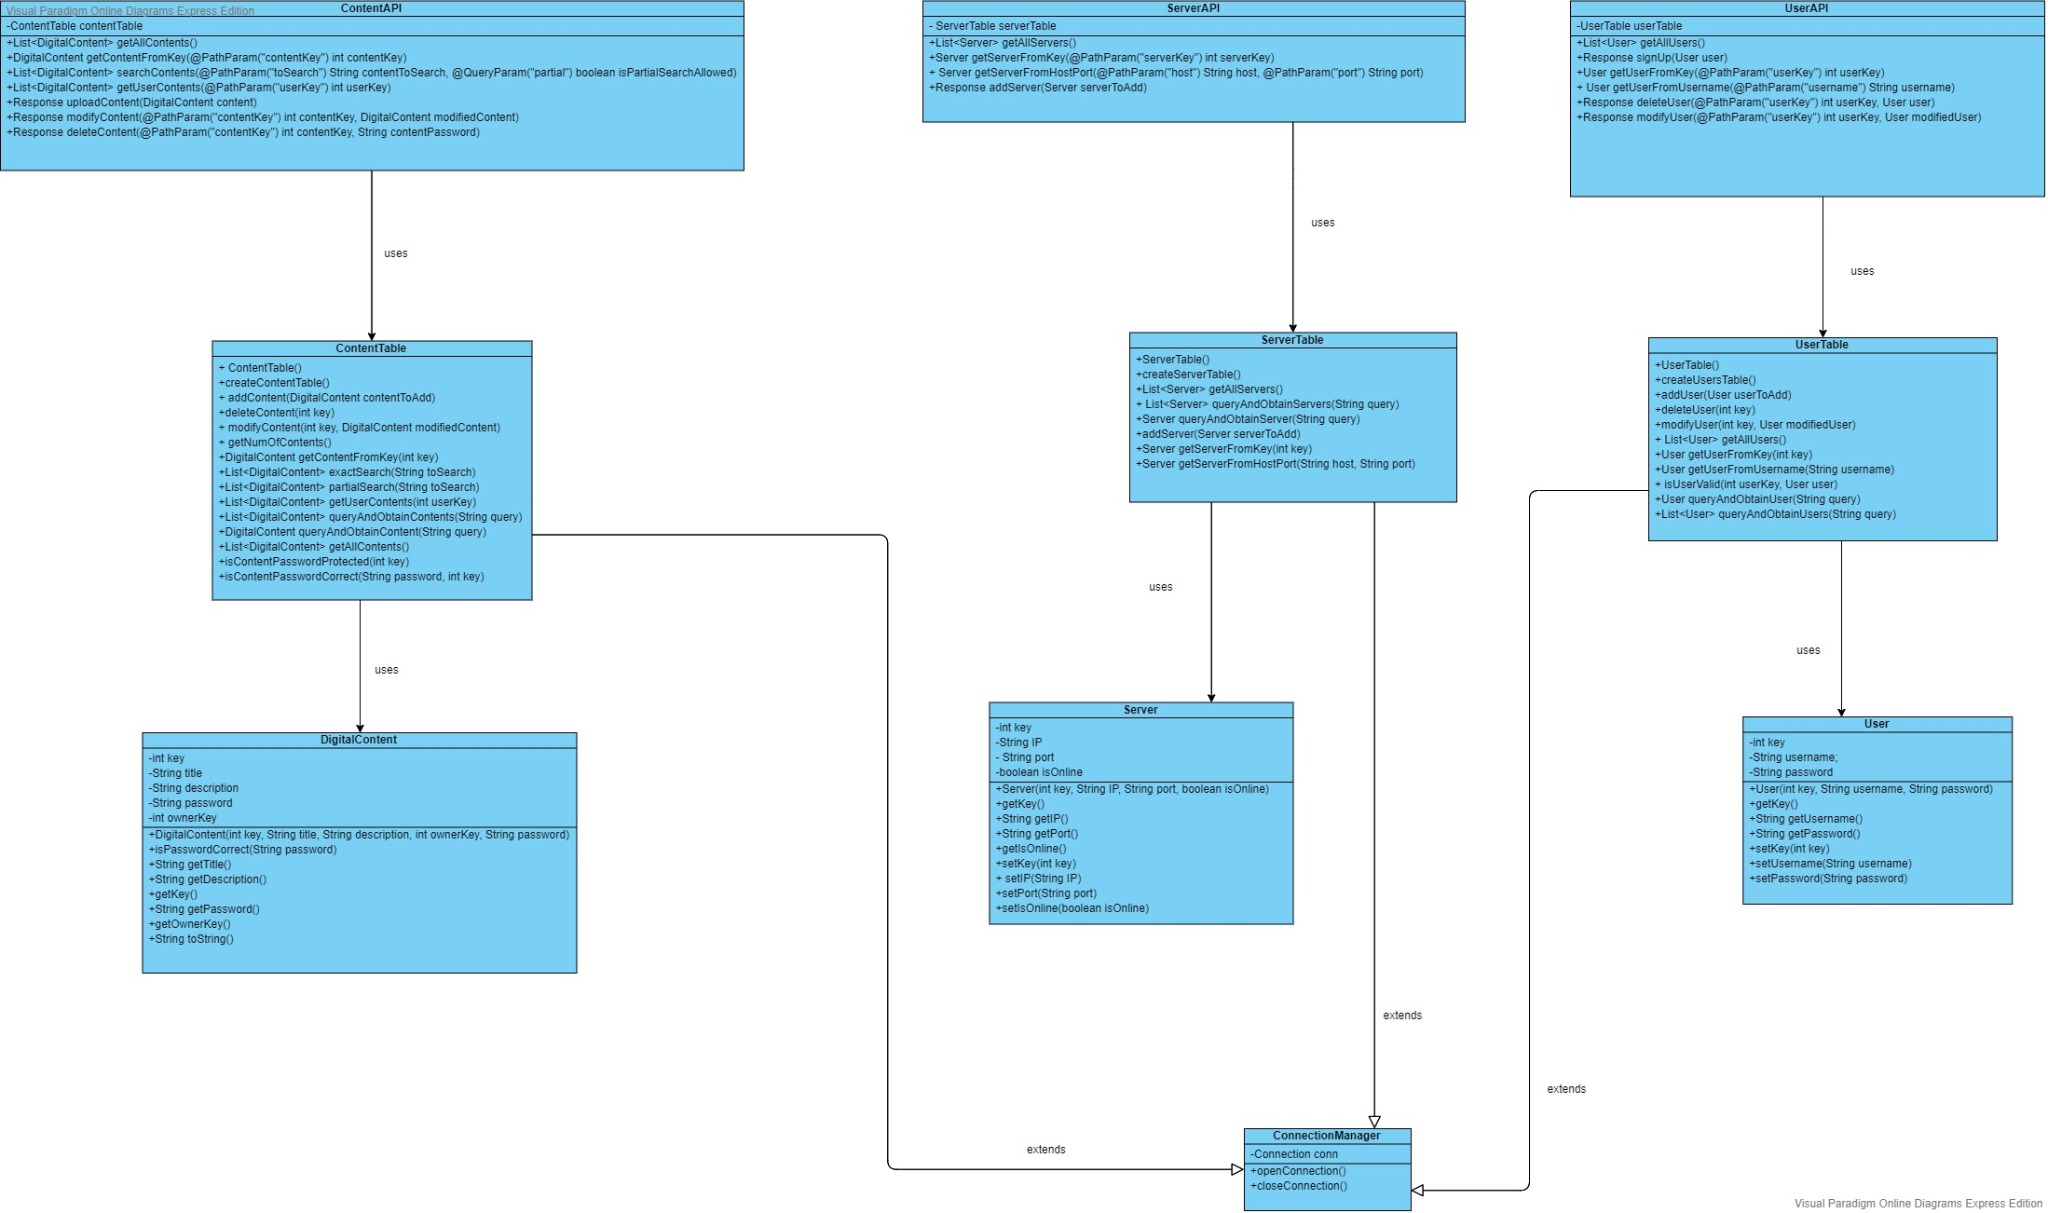 Visual Paradigm Online Diagrams Express Edition
ContentAPI
-ContentTable contentTable
+List<DigitalContent> getAllContents()
+DigitalContent getContentFromKey(@PathParam("contentKey") int contentKey)
+List<DigitalContent> searchContents(@PathParam("toSearch") String contentToSearch, @QueryParam("partial") boolean isPartialSearchAllowed)
+List<DigitalContent> getUserContents(@PathParam("userKey") int userKey)
+Response uploadContent(DigitalContent content)
+Response modifyContent(@PathParam("contentKey") int contentKey, DigitalContent modifiedContent)
+Response deleteContent(@PathParam("contentKey") int contentKey, String contentPassword)
ServerAPI
- ServerTable serverTable
+List<Server> getAllServers()
+Server getServerFromKey(@PathParam("serverKey") int serverKey)
+ Server getServerFromHostPort(@PathParam("host") String host, @PathParam("port") String port)
+Response addServer(Server serverToAdd)
UserAPI
-UserTable userTable
+List<User> getAllUsers()
+Response signUp(User user)
+User getUserFromKey(@PathParam("userKey") int userKey)
+ User getUserFromUsername(@PathParam("username") String username)
+Response deleteUser(@PathParam("userKey") int userKey, User user)
+Response modifyUser(@PathParam("userKey") int userKey, User modifiedUser)
uses
uses
uses
ContentTable
+ ContentTable()
+createContentTable()
+ addContent(DigitalContent contentToAdd)
+deleteContent(int key)
+ modifyContent(int key, DigitalContent modifiedContent)
+ getNumOfContents()
+DigitalContent getContentFromKey(int key)
+List<DigitalContent> exactSearch(String toSearch)
+List<DigitalContent> partialSearch(String toSearch)
+List<DigitalContent> getUserContents(int userKey)
+List<DigitalContent> queryAndObtainContents(String query)
+DigitalContent queryAndObtainContent(String query)
+List<DigitalContent> getAllContents()
+isContentPasswordProtected(int key)
+isContentPasswordCorrect(String password, int key)
ServerTable
+ServerTable()
+createServerTable()
+List<Server> getAllServers()
+ List<Server> queryAndObtainServers(String query)
+Server queryAndObtainServer(String query)
+addServer(Server serverToAdd)
+Server getServerFromKey(int key)
+Server getServerFromHostPort(String host, String port)
UserTable
+UserTable()
+createUsersTable()
+addUser(User userToAdd)
+deleteUser(int key)
+modifyUser(int key, User modifiedUser)
+ List<User> getAllUsers()
+User getUserFromKey(int key)
+User getUserFromUsername(String username)
+ isUserValid(int userKey, User user)
+User queryAndObtainUser(String query)
+List<User> queryAndObtainUsers(String query)
uses
uses
uses
DigitalContent
-int key
-String title
-String description
-String password
-int ownerKey
+DigitalContent(int key, String title, String description, int ownerKey, String password)
+isPasswordCorrect(String password)
+String getTitle()
+String getDescription()
+getKey()
+String getPassword()
+getOwnerKey()
+String toString()
Server
-int key
-String IP
- String port
-boolean isOnline
+Server(int key, String IP, String port, boolean isOnline)
+getKey()
+String getIP()
+String getPort()
+getIsOnline()
+setKey(int key)
+ setIP(String IP)
+setPort(String port)
+setIsOnline(boolean isOnline)
User
-int key
-String username;
-String password
+User(int key, String username, String password)
+getKey()
+String getUsername()
+String getPassword()
+setKey(int key)
+setUsername(String username)
+setPassword(String password)
extends
extends
extends
ConnectionManager
-Connection conn
+openConnection()
+closeConnection()
Visual Paradigm Online Diagrams Express Edition